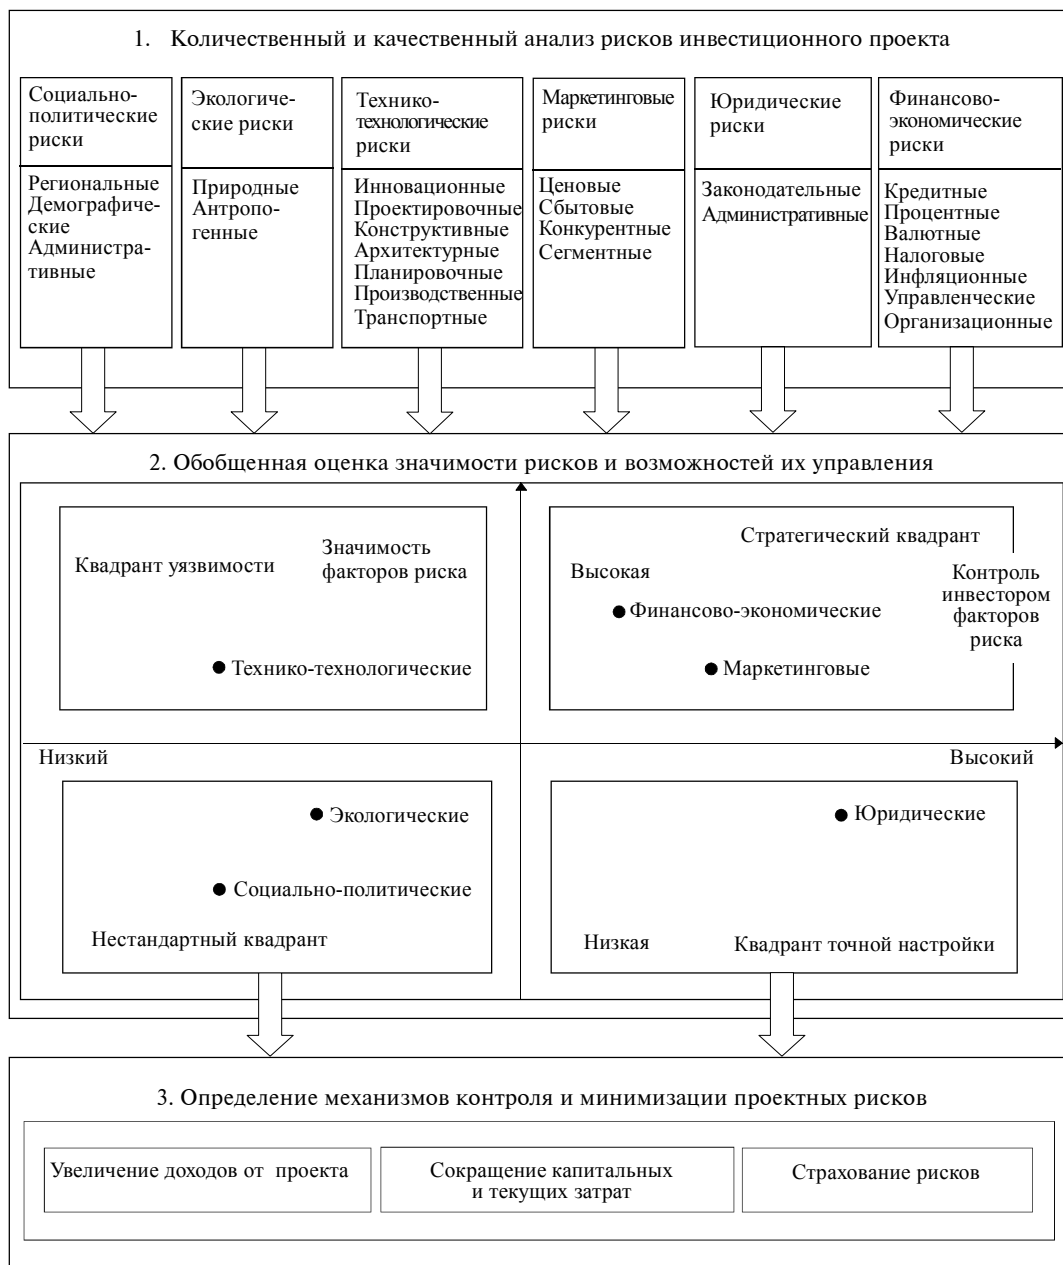 1. Количественный и качественный анализ рисков инвестиционного проекта
Социально-
политические
риски
Региональные
Демографиче-
ские
Администра-
тивные
Экологиче-
ские риски
Природные
Антропо-
генные
Технико-
технологические
риски
Инновационные
Проектировочные
Конструктивные
Архитектурные
Планировочные
Производственные
Транспортные
Маркетинговые
риски
Ценовые
Сбытовые
Конкурентные
Сегментные
Юридические
риски
Законодательные
Административные
Финансово-
экономические
риски
Кредитные
Процентные
Валютные
Налоговые
Инфляционные
Управленческие
Организационные
2. Обобщенная оценка значимости рисков и возможностей их управления
Квадрант уязвимости
Значимость
факторов риска
Технико-технологические
Стратегический квадрант
Высокая
Контроль
инвестором
факторов
риска
Финансово-экономические
Маркетинговые
Низкий
Высокий
Экологические
Социально-политические
Нестандартный квадрант
Юридические
Низкая
Квадрант точной настройки
3. Определение механизмов контроля и минимизации проектных рисков
Увеличение доходов от проекта
Сокращение капитальных
и текущих затрат
Страхование рисков